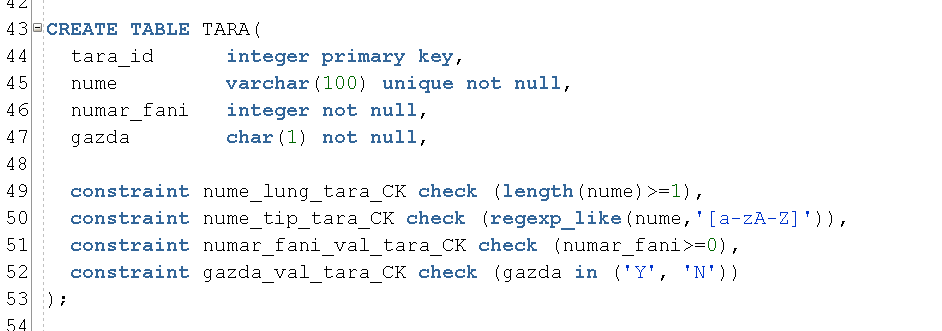 42
43 CREATE TABLE TARA(
44 tara_id integer primary key,
45 nume varchar(100) unique not null,
46 numar_fani integer not null,
47 gazda char(1) not null,
48
49 constraint nume_lung_tara_CK check (length(nume)>=1),
50 constraint nume_tip_tara_CK check (regexp_like(nume,'[a-zA-Z]')),
51 constraint numar_fani_val_tara_CK check (numar_fani>=0),
52 constraint gazda_val_tara_CK check (gazda in ('Y', 'N'))
53 );
54